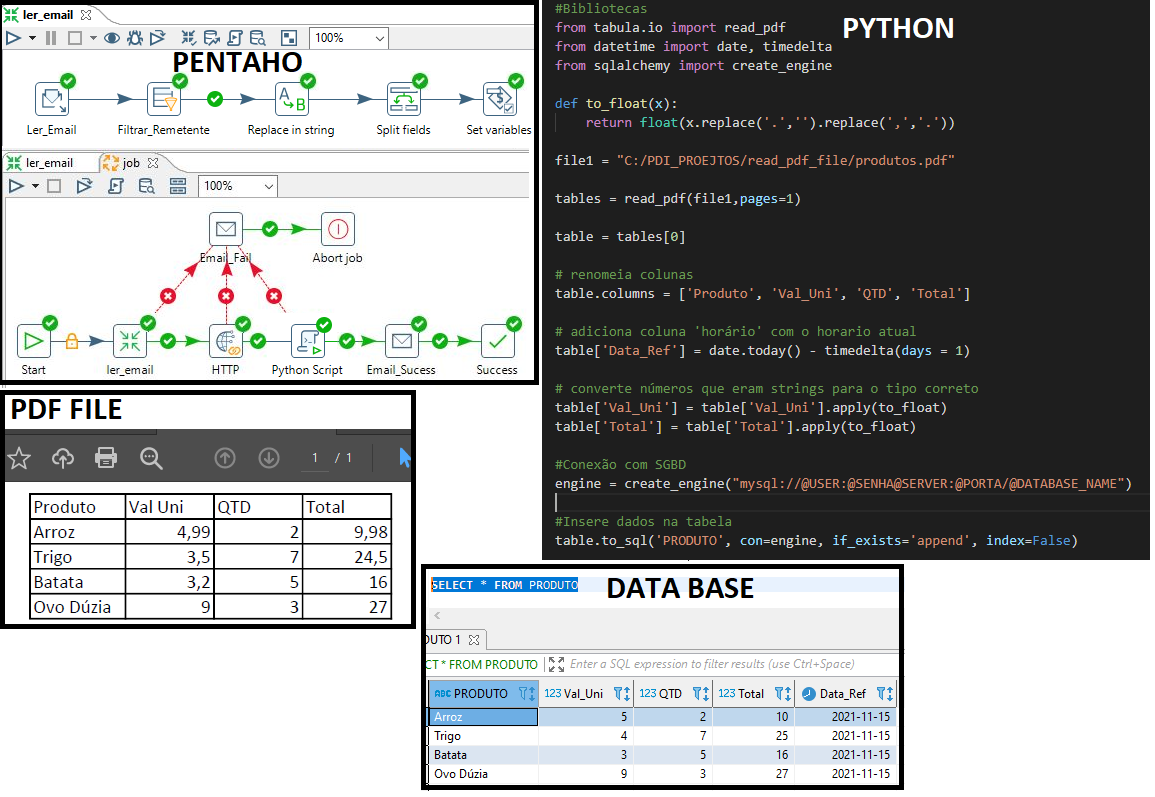 ler_email
100%
PENTAHO
Ler_Email
Filtrar_Remetente
A
B
Replace in string
Split fields
Set variables
ler_email
job
100%
Email_Fail
Abort job
Start
ler_email
HTTP
Python Script
Email_Sucess
Success
PYTHON
#Bibliotecas
from tabula.io import read_pdf
from datetime import date, timedelta
from sqlalchemy import create_engine
def to_float(x):
return float(x.replace('.','').replace(',','.'))
file1 = "C:/PDI_PROEJTOS/read_pdf_file/produtos.pdf"
tables = read_pdf(file1,pages=1)
table = tables[0]
# renomeia colunas
table.columns = ['Produto', 'Val_Uni', 'QTD', 'Total']
# adiciona coluna 'horário' com o horario atual
table['Data_Ref'] = date.today() - timedelta(days = 1)
# converte números que eram strings para o tipo correto
table['Val_Uni'] = table['Val_Uni'].apply(to_float)
table['Total'] = table['Total'].apply(to_float)
#Conexão com SGBD
engine = create_engine("mysql://@USER:@SENHA@SERVER:@PORTA/@DATABASE_NAME")
#Insere dados na tabela
table.to_sql('PRODUTO', con=engine, if_exists='append', index=False)
PDF FILE
1 / 1
Produto Val Uni QTD Total
Arroz 4,99 2 9,98
Trigo 3,5 7 24,5
Batata 3,2 5 16
Ovo Dúzia 9 3 27
SELECT * FROM PRODUTO
DATA BASE
DUTO 1
CT * FROM PRODUTO Enter a SQL expression to filter results (use Ctrl+Space)
ABC PRODUTO 123 Val_Uni 123 QTD 123 Total Data_Ref
Arroz 5 2 10 2021-11-15
Trigo 4 7 25 2021-11-15
Batata 3 5 16 2021-11-15
Ovo Dúzia 9 3 27 2021-11-15